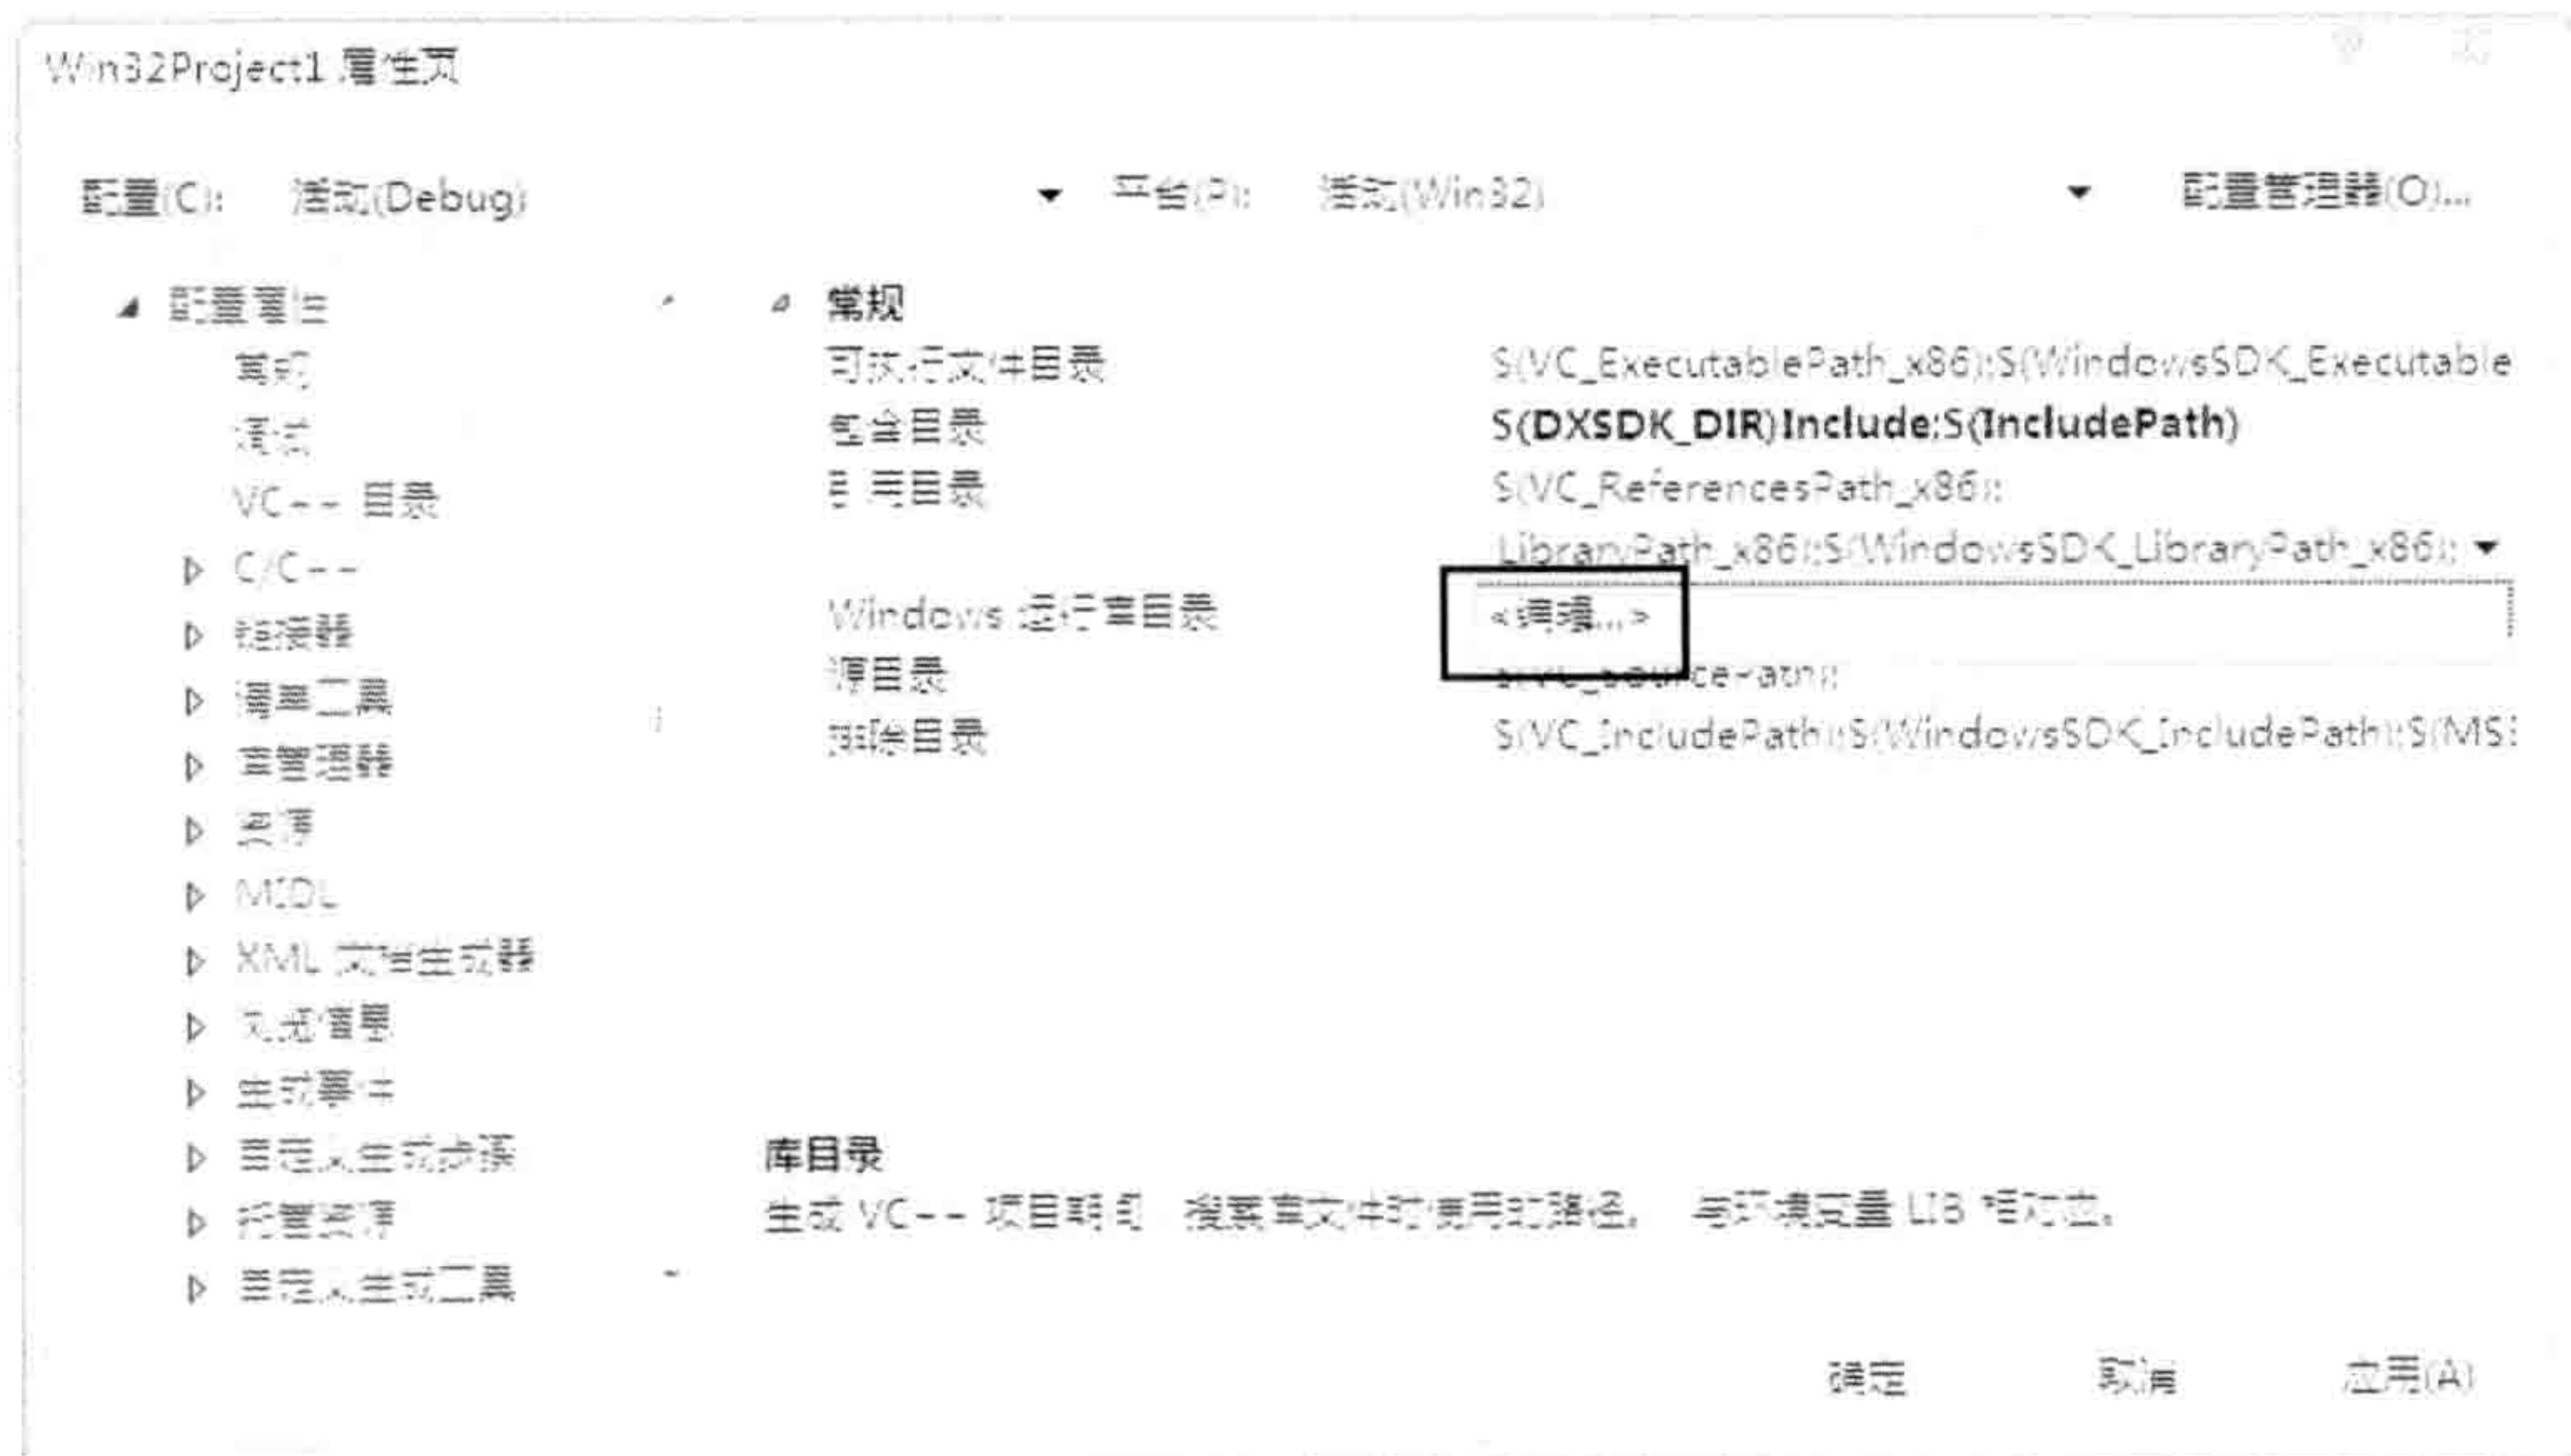 Win32Project1 属性页
配置(C): 活动(Debug) 平台(P): 活动(Win32) 配置管理器(O)...
配置属性
常规
调试
VC++ 目录
C/C++
链接器
清单工具
资源
MIDL
XML 文档生成器
浏览信息
生成事件
自定义生成步骤
自定义生成工具
常规
可执行文件目录 $(VC_ExecutablePath_x86);$(WindowsSDK_Executable
包含目录 $(DXSDK_DIR)Include;$(IncludePath)
引用目录 $(VC_ReferencesPath_x86);
LibraryPath_x86);$(WindowsSDK_LibraryPath_x86);
Windows 运行库目录 <编辑...>
源目录 $(VC_SourcePath);
排除目录 $(VC_IncludePath);$(WindowsSDK_IncludePath);$(MS
库目录
生成 VC++ 项目期间，搜索库文件时使用的路径。 与环境变量 LIB 相对应。
确定 取消 应用(A)